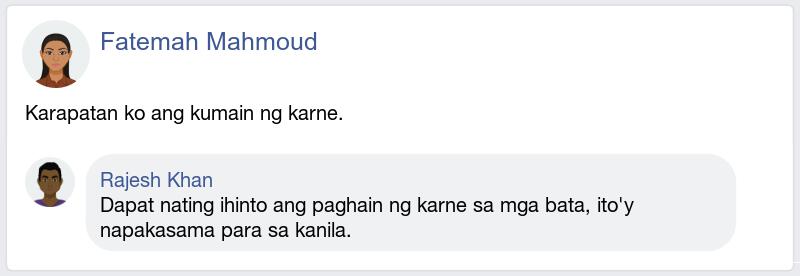 Fatemah Mahmoud
Karapatan ko ang kumain ng karne.
Rajesh Khan
Dapat nating ihinto ang paghain ng karne sa mga bata, ito'y
napakasama para sa kanila.